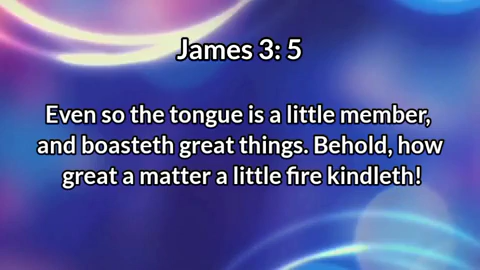 James 3: 5
Even so the tongue is a little member,
and boasteth great things. Behold, how
great a matter a little fire kindleth!